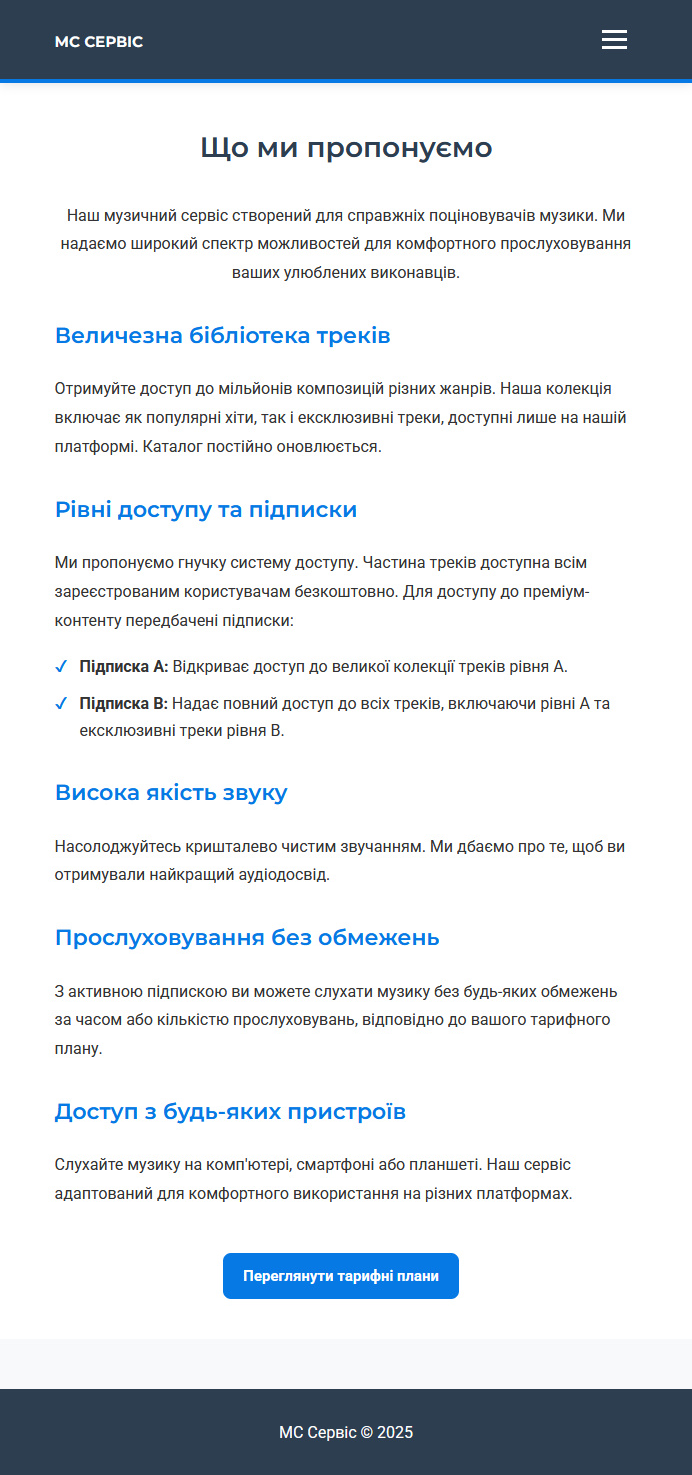 МС СЕРВІС
Що ми пропонуємо
Наш музичний сервіс створений для справжніх поціновувачів музики. Ми
надаємо широкий спектр можливостей для комфортного прослуховування
ваших улюблених виконавців.
Величезна бібліотека треків
Отримуйте доступ до мільйонів композицій різних жанрів. Наша колекція
включає як популярні хіти, так і ексклюзивні треки, доступні лише на нашій
платформі. Каталог постійно оновлюється.
Рівні доступу та підписки
Ми пропонуємо гнучку систему доступу. Частина треків доступна всім
зареєстрованим користувачам безкоштовно. Для доступу до преміум-
контенту передбачені підписки:
✓ Підписка А: Відкриває доступ до великої колекції треків рівня А.
✓ Підписка B: Надає повний доступ до всіх треків, включаючи рівні А та
ексклюзивні треки рівня B.
Висока якість звуку
Насолоджуйтесь кришталево чистим звучанням. Ми дбаємо про те, щоб ви
отримували найкращий аудіодосвід.
Прослуховування без обмежень
З активною підпискою ви можете слухати музику без будь-яких обмежень
за часом або кількістю прослуховувань, відповідно до вашого тарифного
плану.
Доступ з будь-яких пристроїв
Слухайте музику на комп'ютері, смартфоні або планшеті. Наш сервіс
адаптований для комфортного використання на різних платформах.
Переглянути тарифні плани
МС Сервіс © 2025